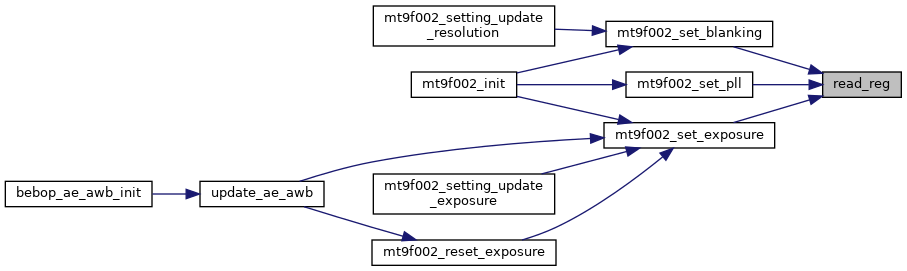 mt9f002_setting_update
_resolution
mt9f002_set_blanking
mt9f002_init
mt9f002_set_pll
read_reg
mt9f002_set_exposure
mt9f002_setting_update
_exposure
bebop_ae_awb_init
update_ae_awb
mt9f002_reset_exposure